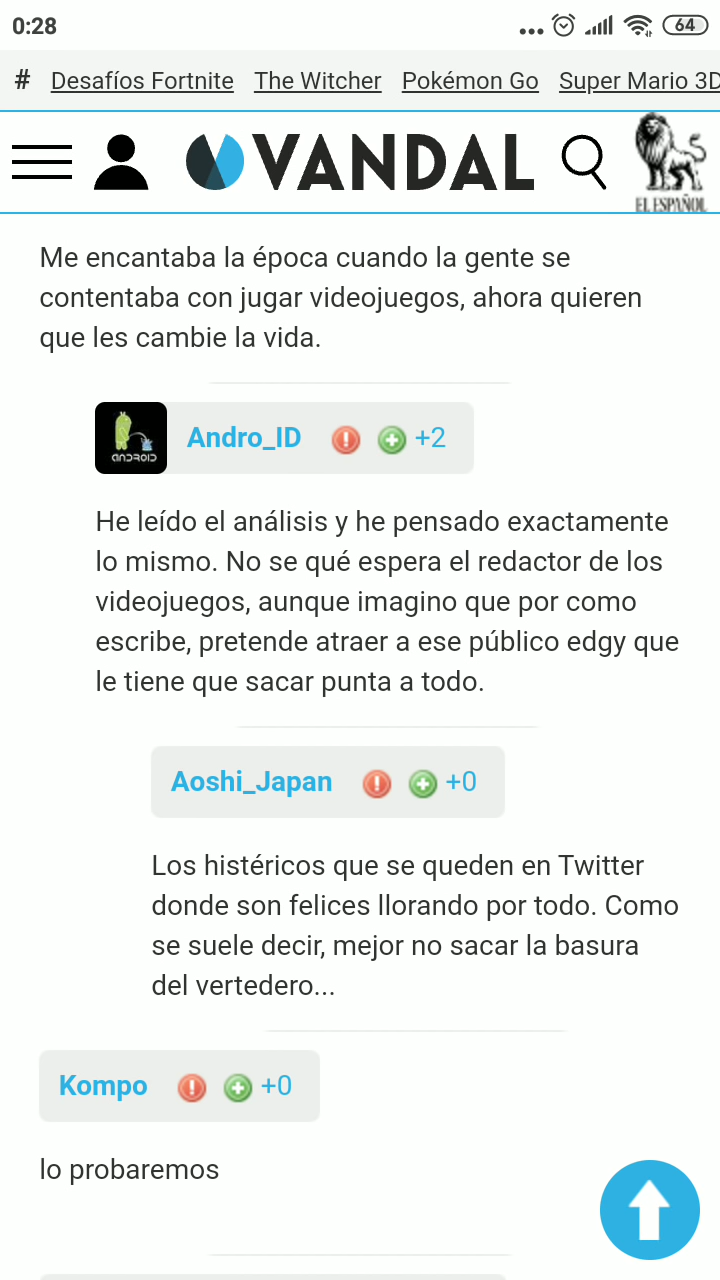 0:28
64
# Desafíos Fortnite The Witcher Pokémon Go Super Mario 3D
VANDAL
EL ESPAÑOL
Me encantaba la época cuando la gente se
contentaba con jugar videojuegos, ahora quieren
que les cambie la vida.
ANDROID
Andro_ID +2
He leído el análisis y he pensado exactamente
lo mismo. No se qué espera el redactor de los
videojuegos, aunque imagino que por como
escribe, pretende atraer a ese público edgy que
le tiene que sacar punta a todo.
Aoshi_Japan +0
Los histéricos que se queden en Twitter
donde son felices llorando por todo. Como
se suele decir, mejor no sacar la basura
del vertedero...
Kompo +0
lo probaremos